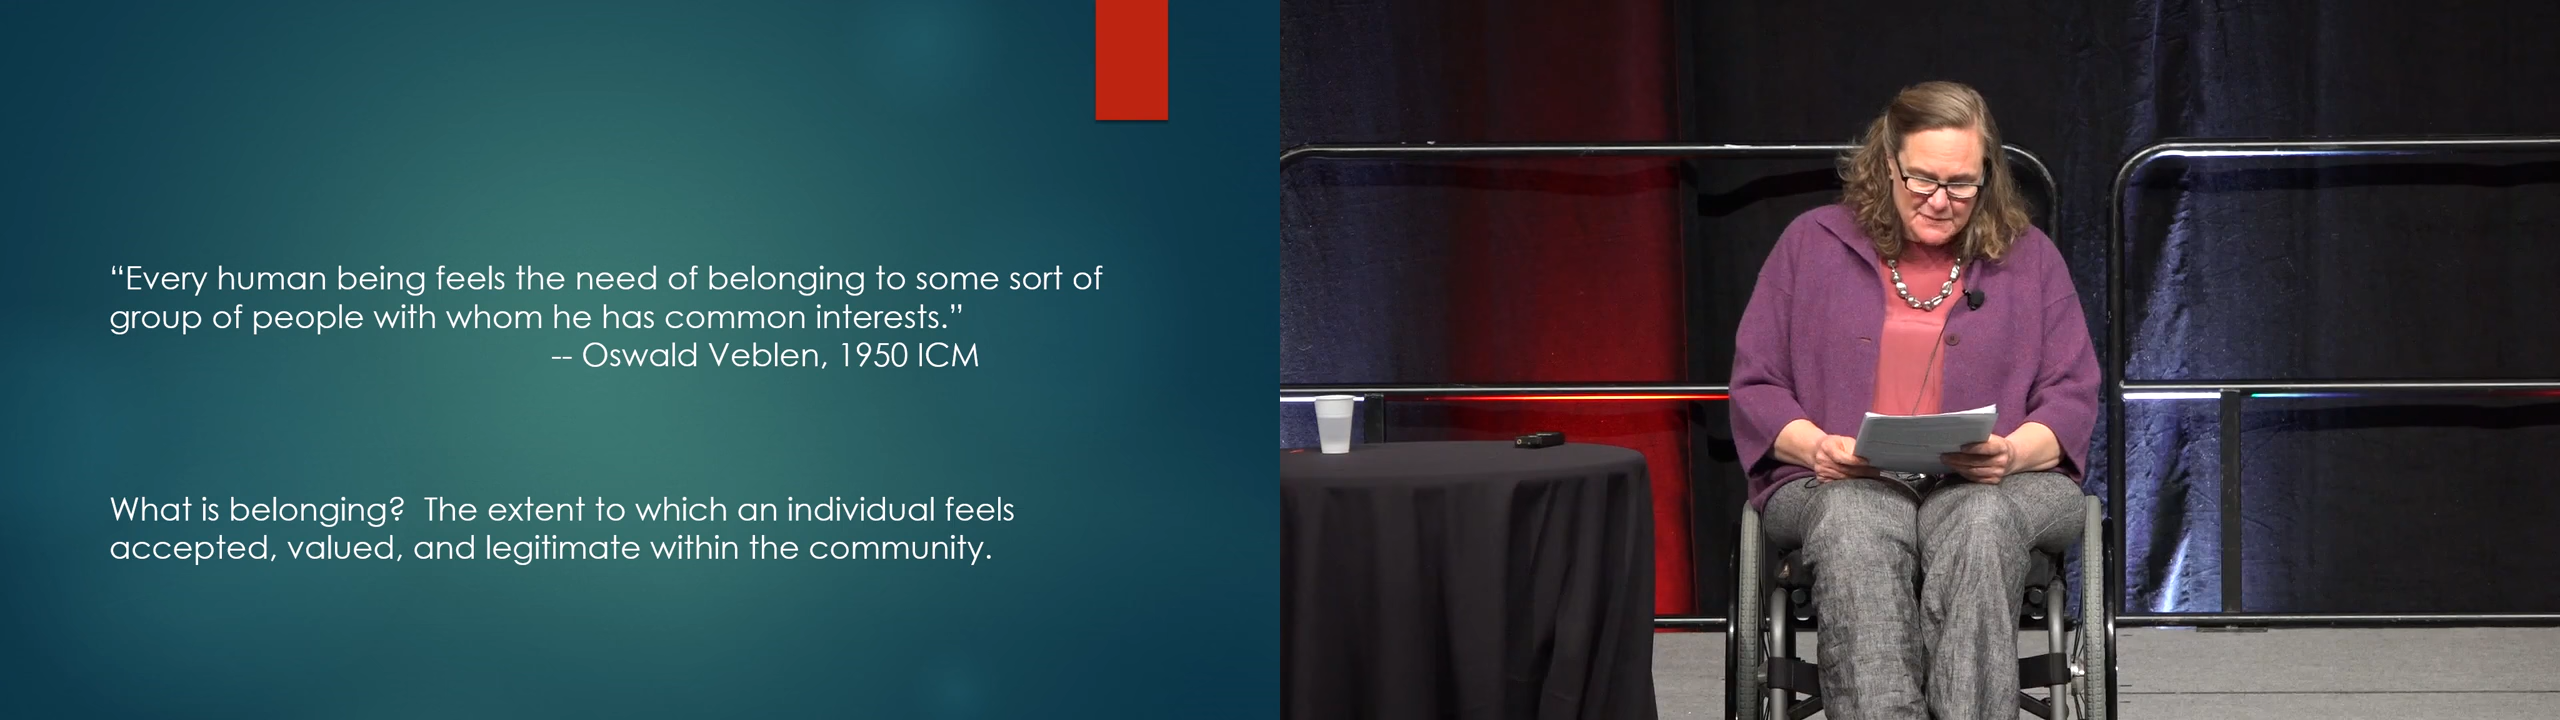 “Every human being feels the need of belonging to some sort of
group of people with whom he has common interests.”
-- Oswald Veblen, 1950 ICM
What is belonging?  The extent to which an individual feels
accepted, valued, and legitimate within the community.